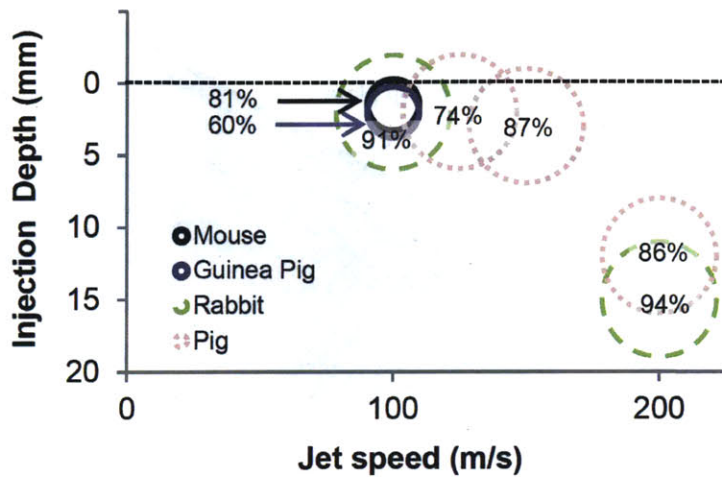 Injection Depth (mm)
0
5
10
15
20
81%
60%
91%
74%
87%
86%
94%
Mouse
Guinea Pig
Rabbit
Pig
0
100
200
Jet speed (m/s)